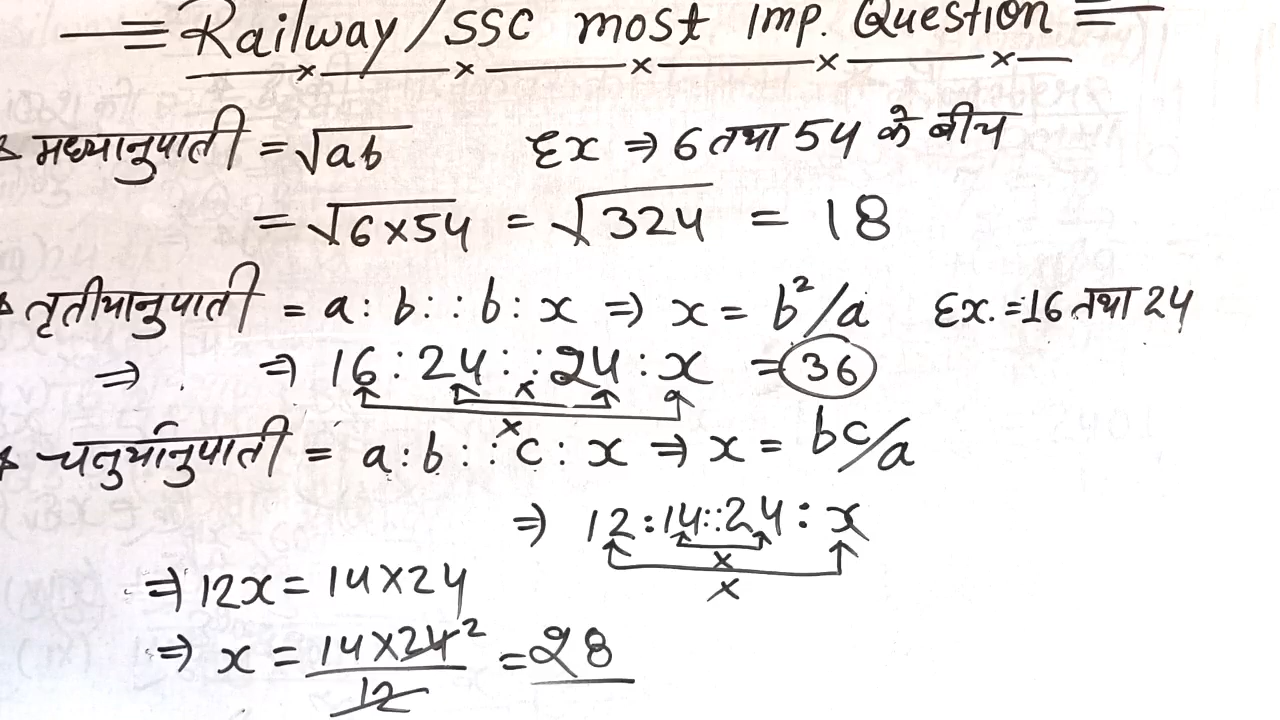 Railway/SSC most Imp. Question
मध्यानुपाती = √ab Ex ⇒ 6 तथा 54 के बीच
= √6×54 = √324 = 18
तृतीयानुपाती = a : b : : b : x ⇒ x = b²/a Ex. = 16 तथा 24
⇒ ⇒ 16 : 24 : : 24 : x = 36
चतुर्थानुपाती = a : b : : c : x ⇒ x = bc/a
⇒ 12 : 14 :: 24 : x
⇒ 12x = 14×24
⇒ x = 14×24² / 12 = 28